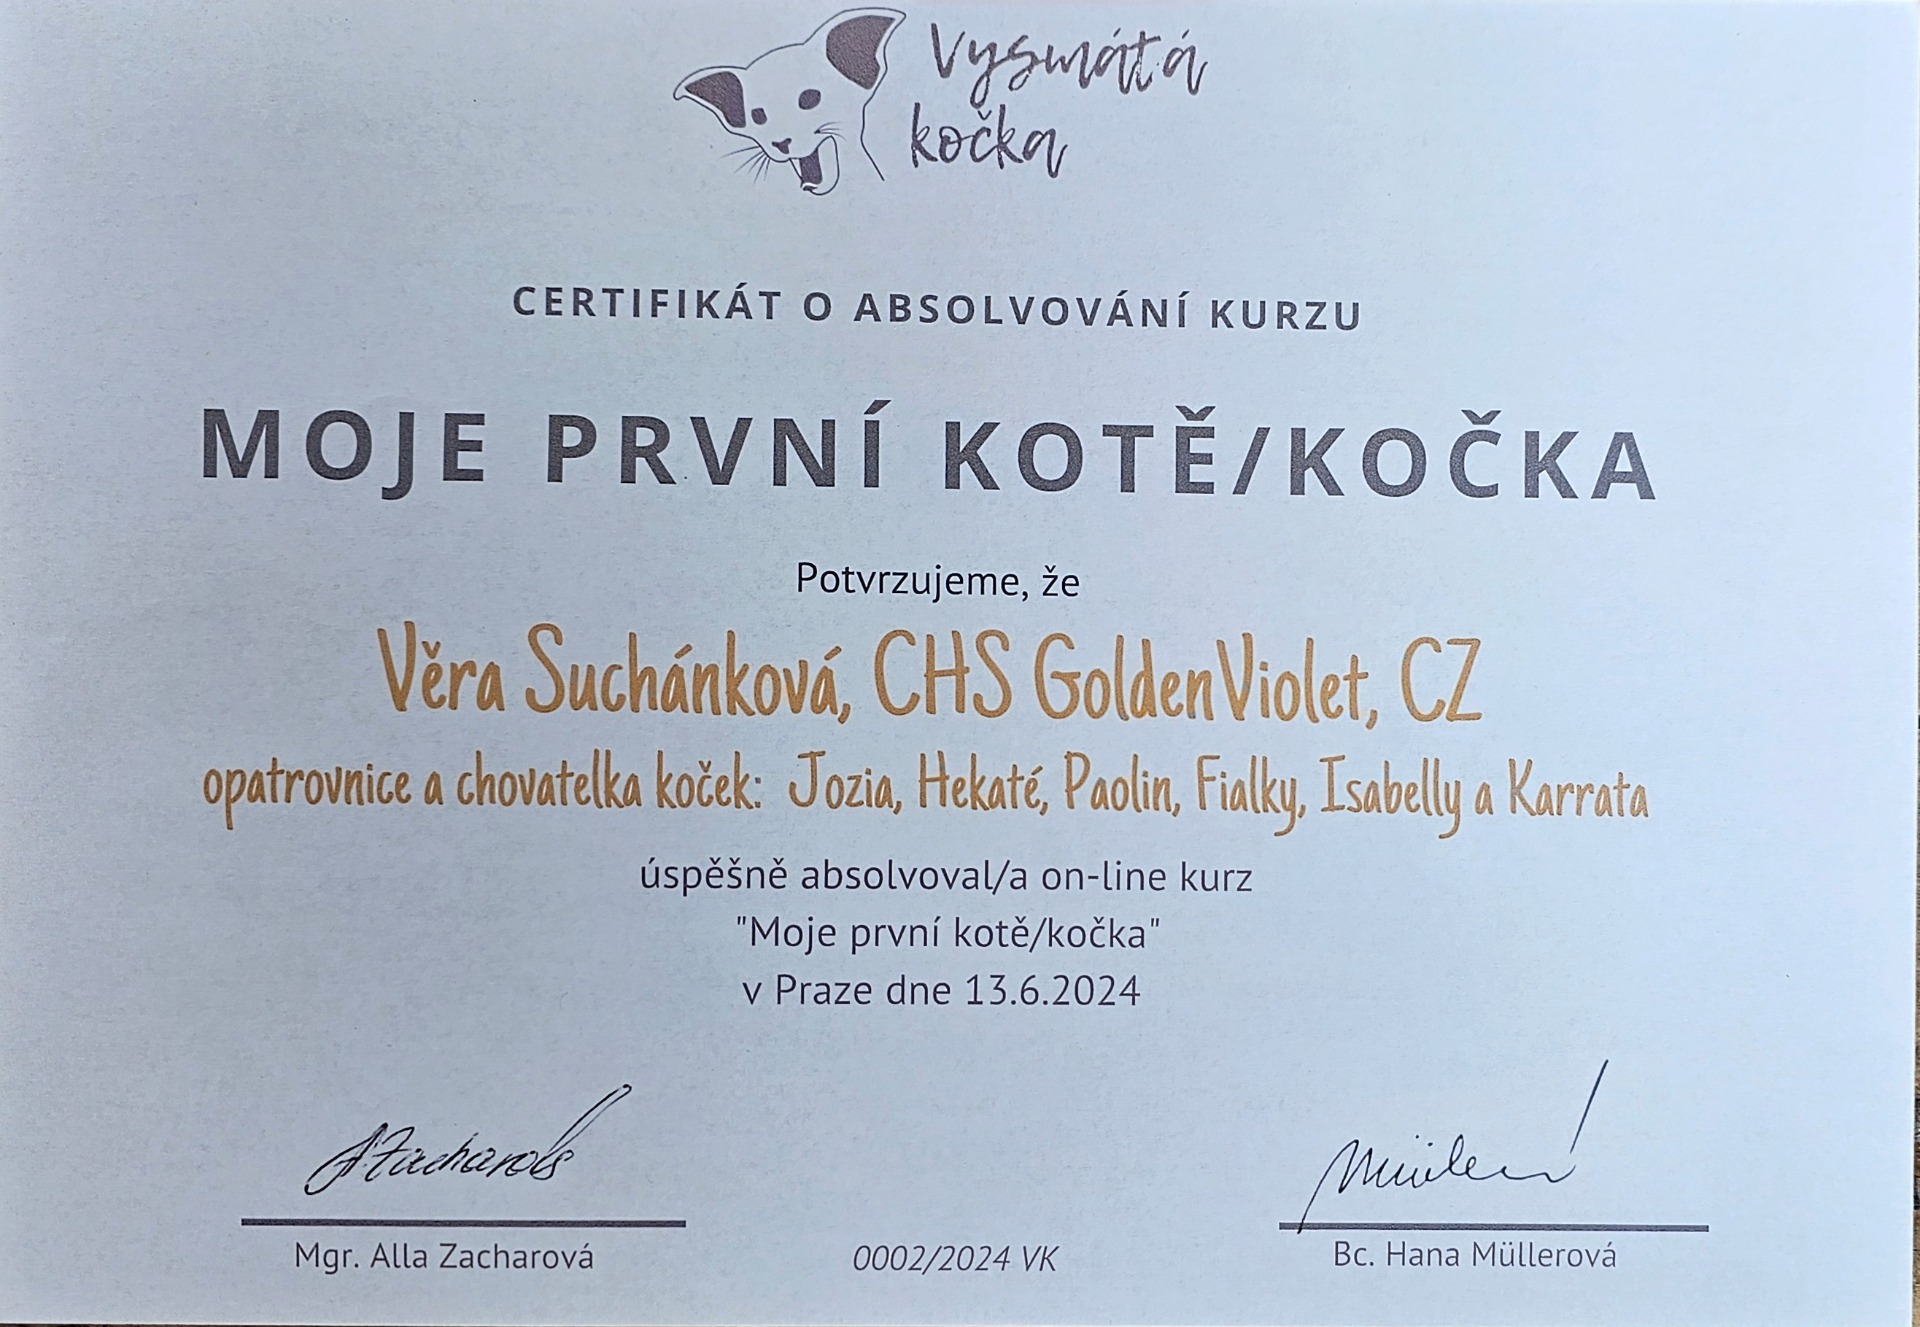 Vysmátá
kočka
CERTIFIKÁT O ABSOLVOVÁNÍ KURZU
MOJE PRVNÍ KOTĚ/KOČKA
Potvrzujeme, že
Věra Suchánková, CHS GoldenViolet, CZ
opatrovnice a chovatelka koček: Jozia, Hekaté, Paolin, Fialky, Isabelly a Karrata
úspěšně absolvoval/a on-line kurz
"Moje první kotě/kočka"
v Praze dne 13.6.2024
Mgr. Alla Zacharová
0002/2024 VK
Bc. Hana Müllerová